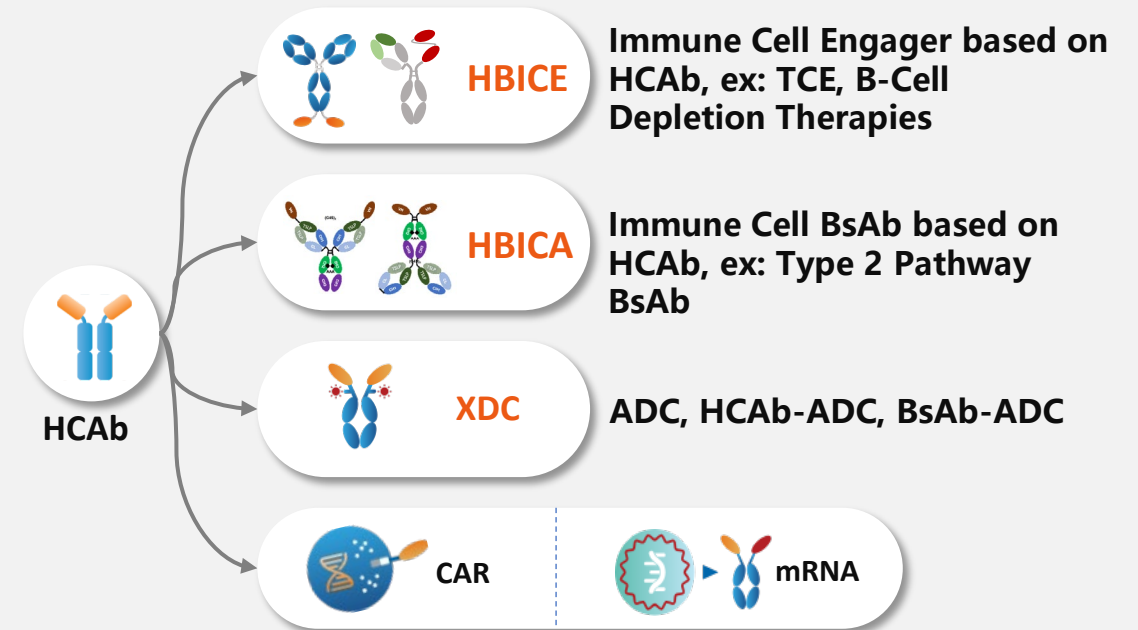 HBICE
Immune Cell Engager based on
HCAb, ex: TCE, B-Cell
Depletion Therapies
HBICA
Immune Cell BsAb based on
HCAb, ex: Type 2 Pathway
BsAb
HCAb
XDC
ADC, HCAb-ADC, BsAb-ADC
CAR
mRNA